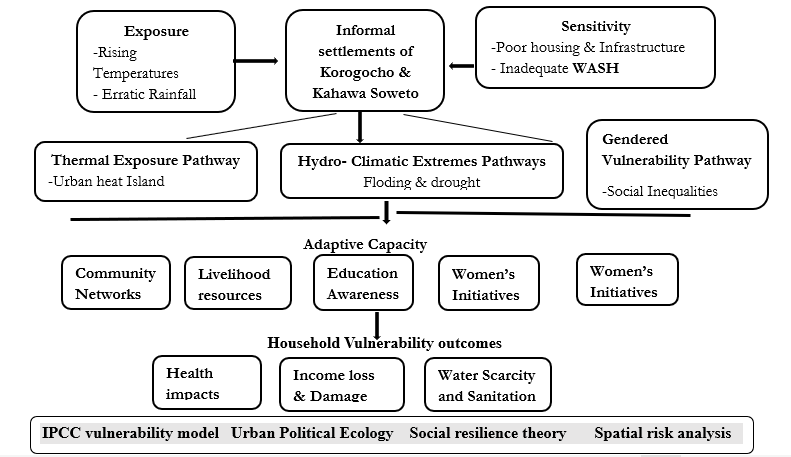 Exposure
-Rising
Temperatures
- Erratic Rainfall
Informal
settlements of
Korogocho &
Kahawa Soweto
Sensitivity
-Poor housing & Infrastructure
- Inadequate WASH
Thermal Exposure Pathway
-Urban heat Island
Hydro- Climatic Extremes Pathways
Floding & drought
Gendered
Vulnerability Pathway
-Social Inequalities
Adaptive Capacity
Community
Networks
Livelihood
resources
Education
Awareness
Women's
Initiatives
Women's
Initiatives
Household Vulnerability outcomes
Health
impacts
Income loss
& Damage
Water Scarcity
and Sanitation
IPCC vulnerability model Urban Political Ecology Social resilience theory Spatial risk analysis